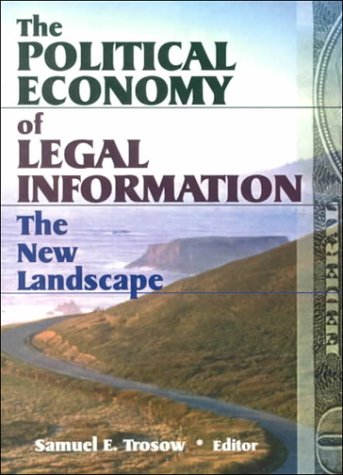 The
POLITICAL
ECONOMY
of LEGAL
INFORMATION
The
New
Landscape
FEDERAL
Samuel E. Trosow * Editor